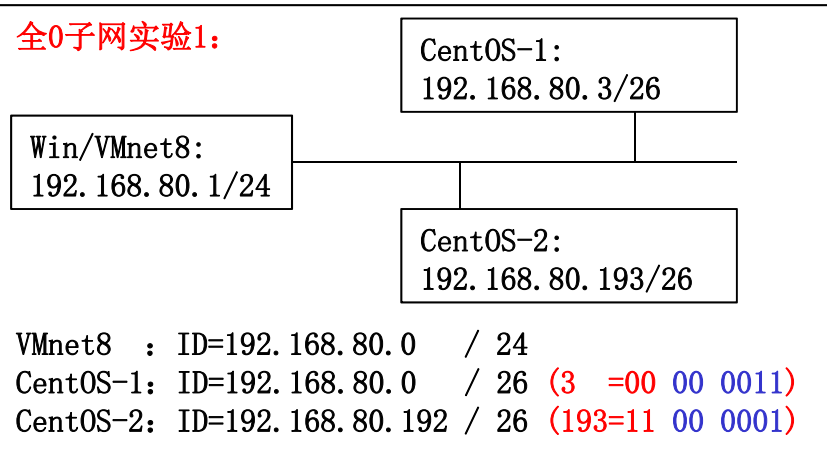 全0子网实验1：
CentOS-1:
192.168.80.3/26
Win/VMnet8:
192.168.80.1/24
CentOS-2:
192.168.80.193/26
VMnet8 ：ID=192.168.80.0 / 24
CentOS-1：ID=192.168.80.0 / 26 (3 =00 00 0011)
CentOS-2：ID=192.168.80.192 / 26 (193=11 00 0001)